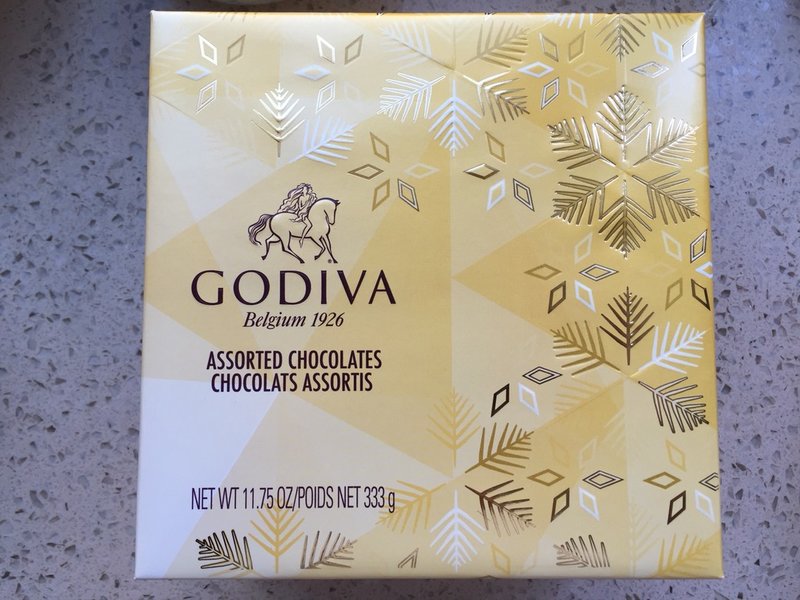 GODIVA
Belgium 1926
ASSORTED CHOCOLATES
CHOCOLATS ASSORTIS
NET WT 11.75 OZ/POIDS NET 333 g